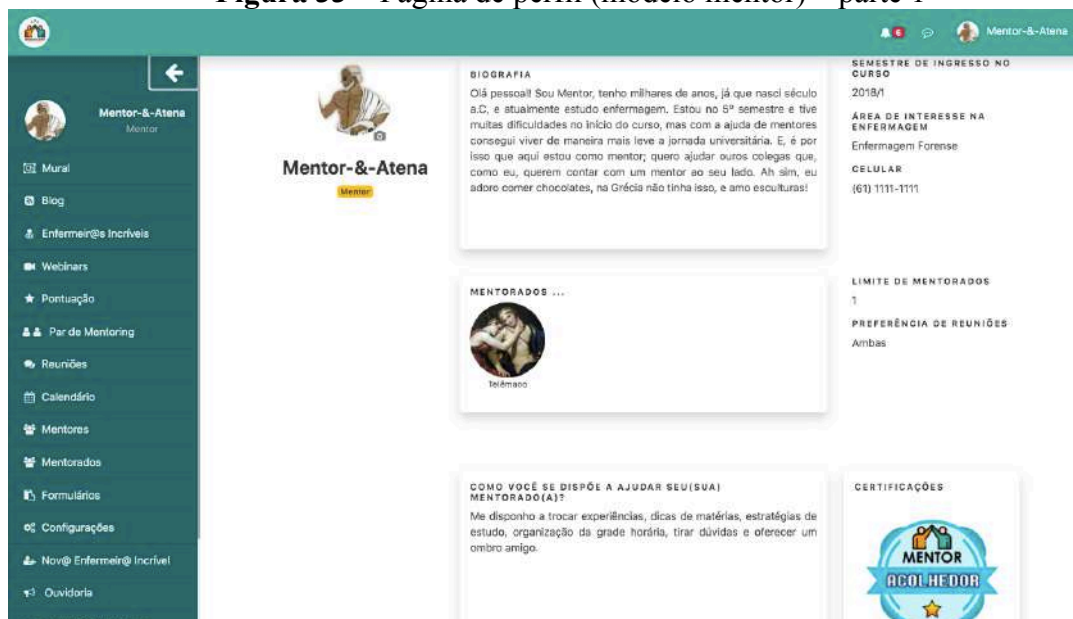 Figura 35 – Página de perfil (modelo mentor) – parte 1
6
Mentor-&-Atena
Mentor-&-Atena
Mentor
Mural
Blog
Enfermeir@s Incríveis
Webinars
Pontuação
Par de Mentoring
Reuniões
Calendário
Mentores
Mentorados
Formulários
Configurações
Nov@ Enfermeir@ Incrível
Ouvidoria
Mentor-&-Atena
Mentor
BIOGRAFIA
Olá pessoal! Sou Mentor, tenho milhares de anos, já que nasci século
a.C, e atualmente estudo enfermagem. Estou no 5º semestre e tive
muitas dificuldades no início do curso, mas com a ajuda de mentores
consegui viver de maneira mais leve a jornada universitária. E, é por
isso que aqui estou como mentor; quero ajudar ouros colegas que,
como eu, querem contar com um mentor ao seu lado. Ah sim, eu
adoro comer chocolates, na Grécia não tinha isso, e amo esculturas!
SEMESTRE DE INGRESSO NO
CURSO
2018/1
ÁREA DE INTERESSE NA
ENFERMAGEM
Enfermagem Forense
CELULAR
(61) 1111-1111
MENTORADOS ...
Telêmaco
LIMITE DE MENTORADOS
1
PREFERÊNCIA DE REUNIÕES
Ambas
COMO VOCÊ SE DISPÕE A AJUDAR SEU(SUA)
MENTORADO(A)?
Me disponho a trocar experiências, dicas de matérias, estratégias de
estudo, organização da grade horária, tirar dúvidas e oferecer um
ombro amigo.
CERTIFICAÇÕES
MENTOR
ACOLHEDOR